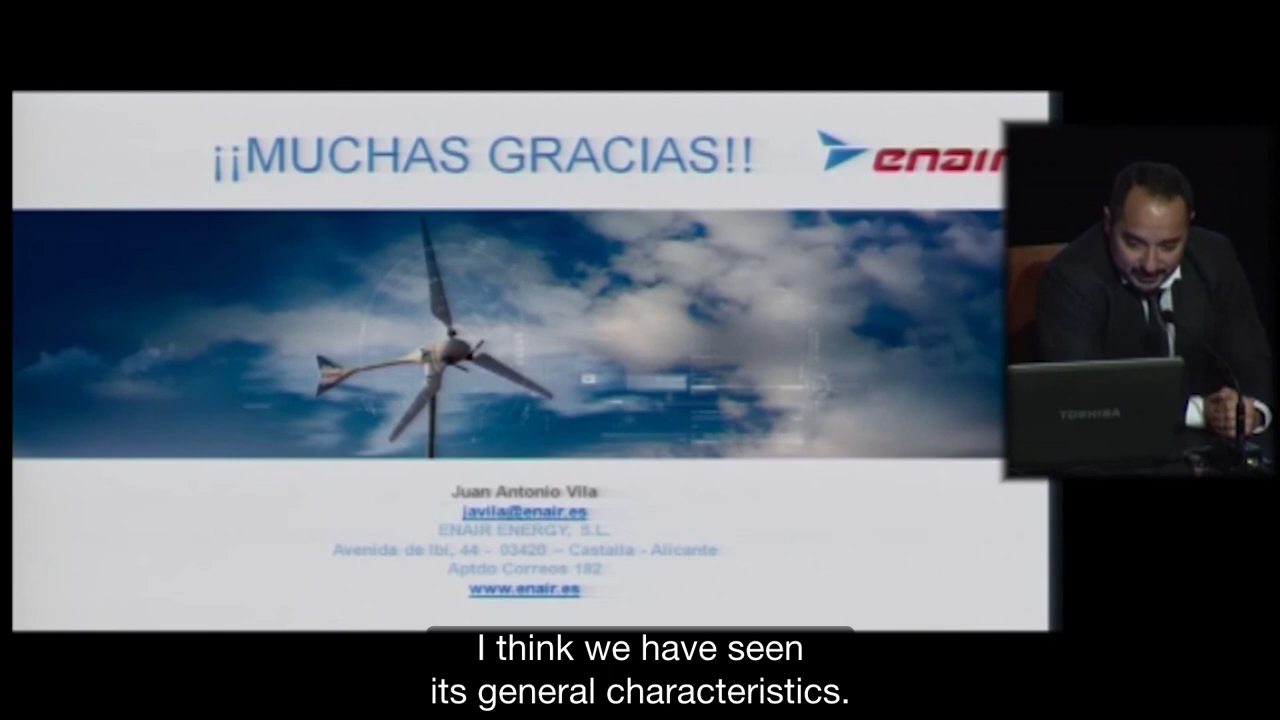 ¡¡MUCHAS GRACIAS!!
enair
Juan Antonio Vila
javila@enair.es
ENAIR ENERGY, S.L.
Avenida de Ibi, 44 - 03420 – Castalla - Alicante
Aptdo Correos 182
www.enair.es
TOSHIBA
I think we have seen
its general characteristics.